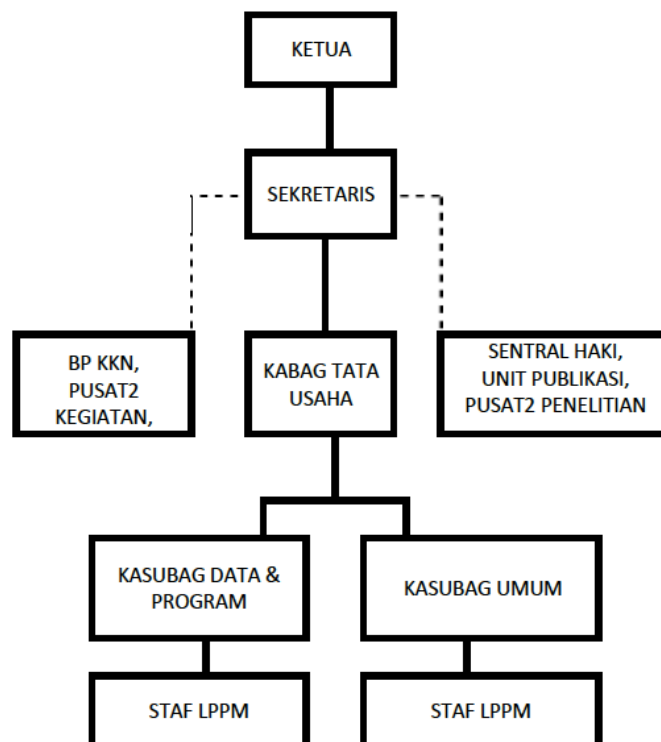 KETUA
SEKRETARIS
BP KKN,
PUSAT2
KEGIATAN,
KABAG TATA
USAHA
SENTRAL HAKI,
UNIT PUBLIKASI,
PUSAT2 PENELITIAN
KASUBAG DATA &
PROGRAM
KASUBAG UMUM
STAF LPPM
STAF LPPM